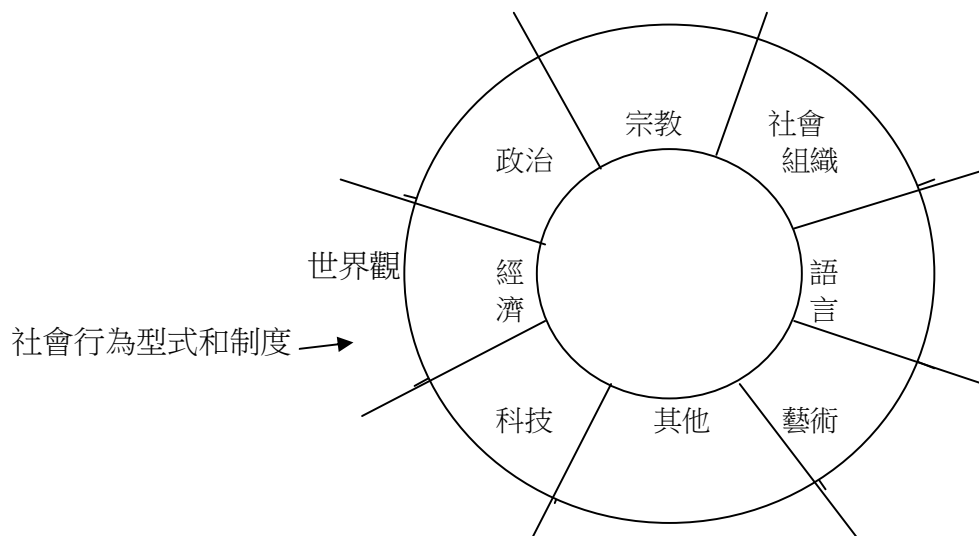 宗教
社會
組織
政治
世界觀
經
濟
語
言
社會行為型式和制度
科技
其他
藝術